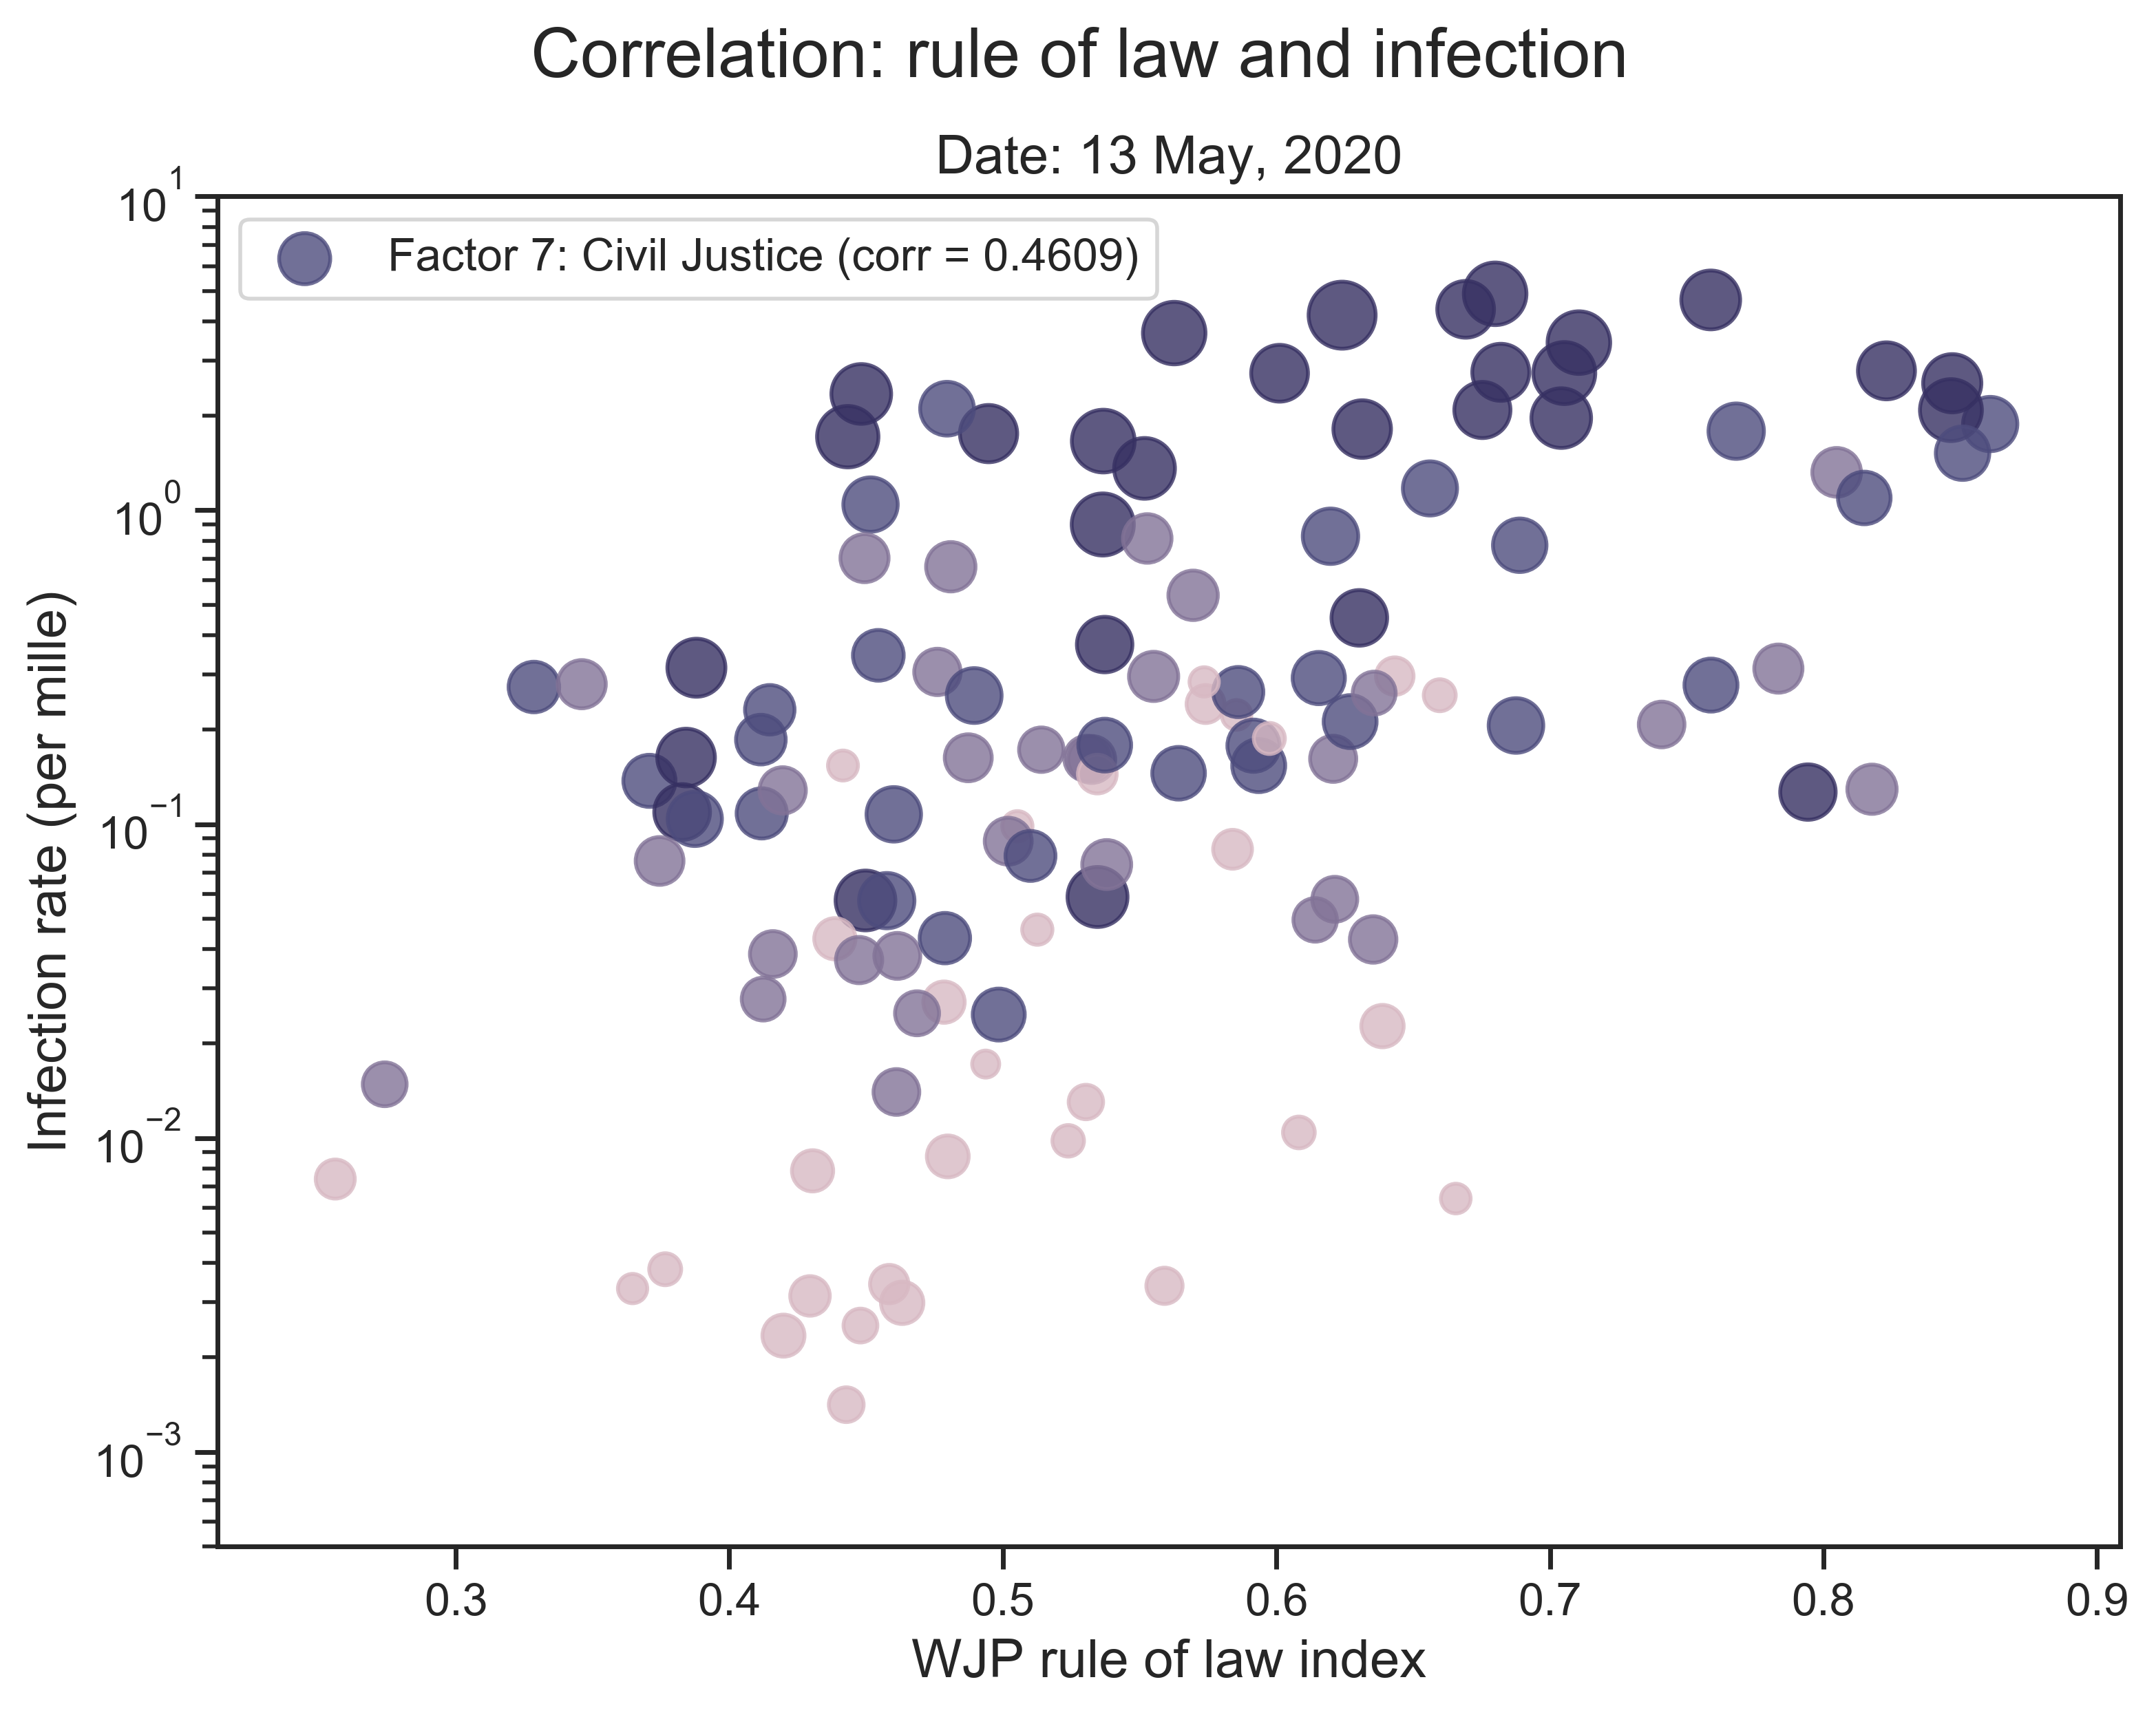 Correlation: rule of law and infection
Date: 13 May, 2020
Factor 7: Civil Justice (corr = 0.4609)
Infection rate (per mille)
10^1
10^0
10^−1
10^−2
10^−3
0.3 0.4 0.5 0.6 0.7 0.8 0.9
WJP rule of law index